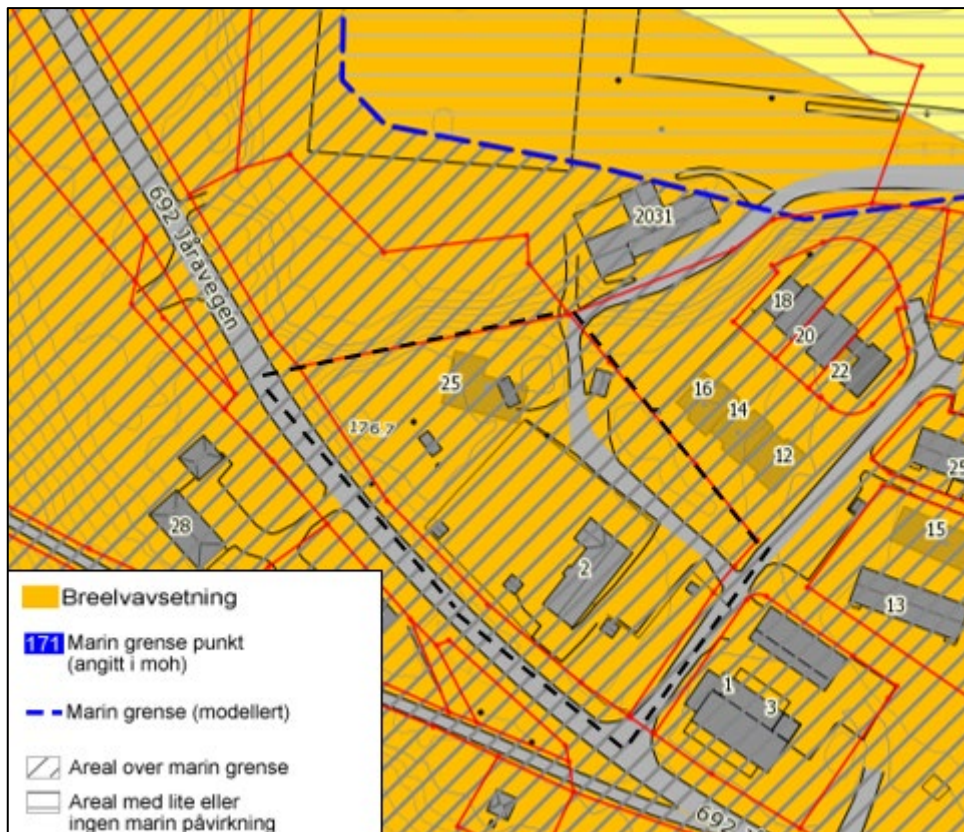 2031
692 Jåravegen
18
20
22
25
16
14
12
176.7
25
15
28
2
13
1
3
Breelvavsetning
171 Marin grense punkt
(angitt i moh)
Marin grense (modellert)
Areal over marin grense
Areal med lite eller
ingen marin påvirkning
692